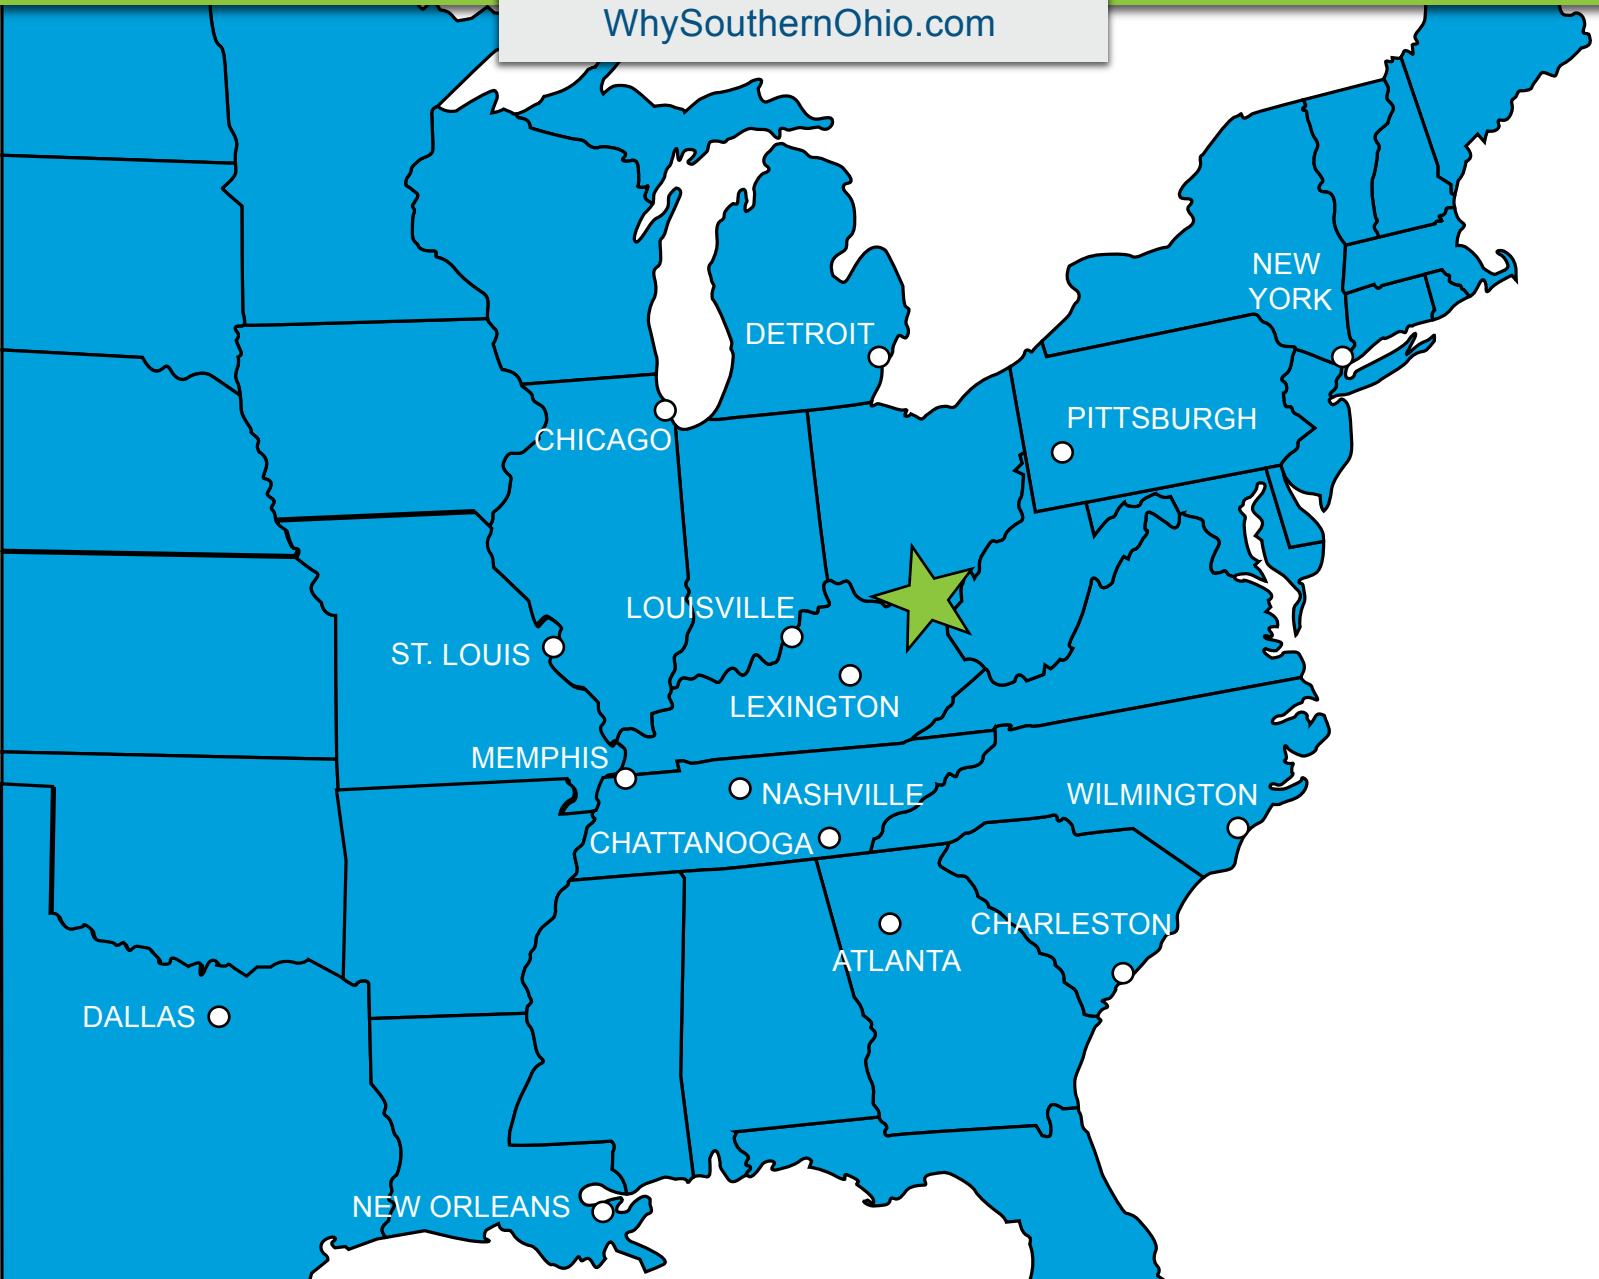 WhySouthernOhio.com
NEW
YORK
DETROIT
PITTSBURGH
CHICAGO
LOUISVILLE
ST. LOUIS
LEXINGTON
MEMPHIS
NASHVILLE
WILMINGTON
CHATTANOOGA
CHARLESTON
ATLANTA
DALLAS
NEW ORLEANS